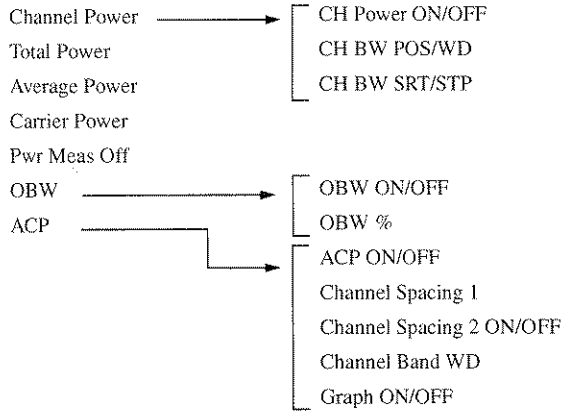 Channel Power
Total Power
Average Power
Carrier Power
Pwr Meas Off
OBW
ACP
CH Power ON/OFF
CH BW POS/WD
CH BW SRT/STP
OBW ON/OFF
OBW %
ACP ON/OFF
Channel Spacing 1
Channel Spacing 2 ON/OFF
Channel Band WD
Graph ON/OFF